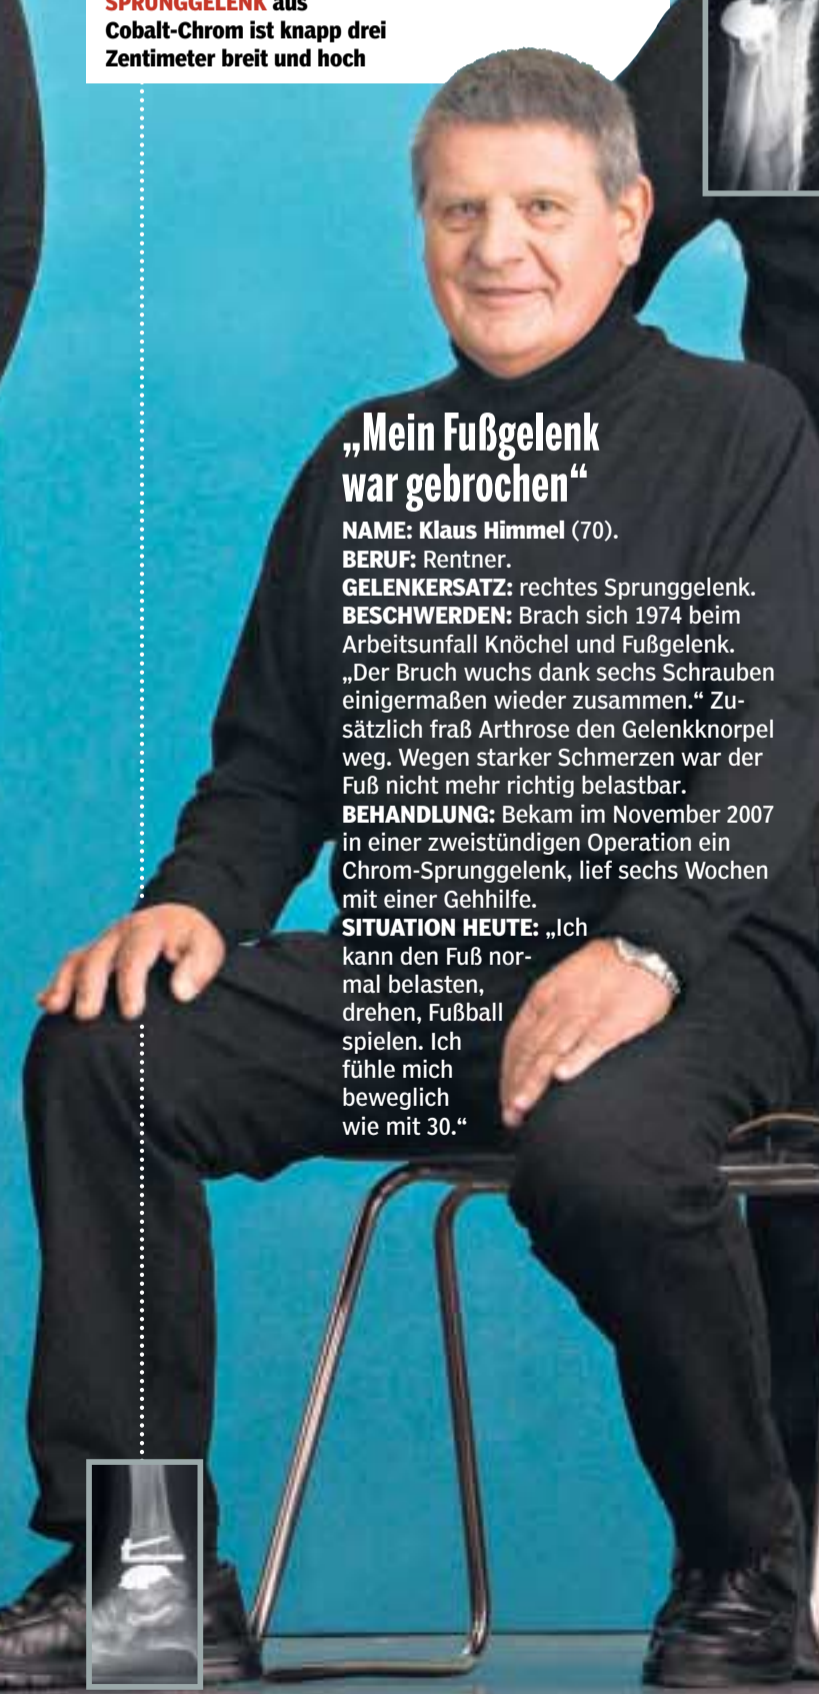 SPRUNGGELENK aus
Cobalt-Chrom ist knapp drei
Zentimeter breit und hoch
„Mein Fußgelenk
war gebrochen“
NAME: Klaus Himmel (70).
BERUF: Rentner.
GELENKERSATZ: rechtes Sprunggelenk.
BESCHWERDEN: Brach sich 1974 beim
Arbeitsunfall Knöchel und Fußgelenk.
„Der Bruch wuchs dank sechs Schrauben
einigermaßen wieder zusammen.“ Zu-
sätzlich fraß Arthrose den Gelenkknorpel
weg. Wegen starker Schmerzen war der
Fuß nicht mehr richtig belastbar.
BEHANDLUNG: Bekam im November 2007
in einer zweistündigen Operation ein
Chrom-Sprunggelenk, lief sechs Wochen
mit einer Gehhilfe.
SITUATION HEUTE: „Ich
kann den Fuß nor-
mal belasten,
drehen, Fußball
spielen. Ich
fühle mich
beweglich
wie mit 30.“